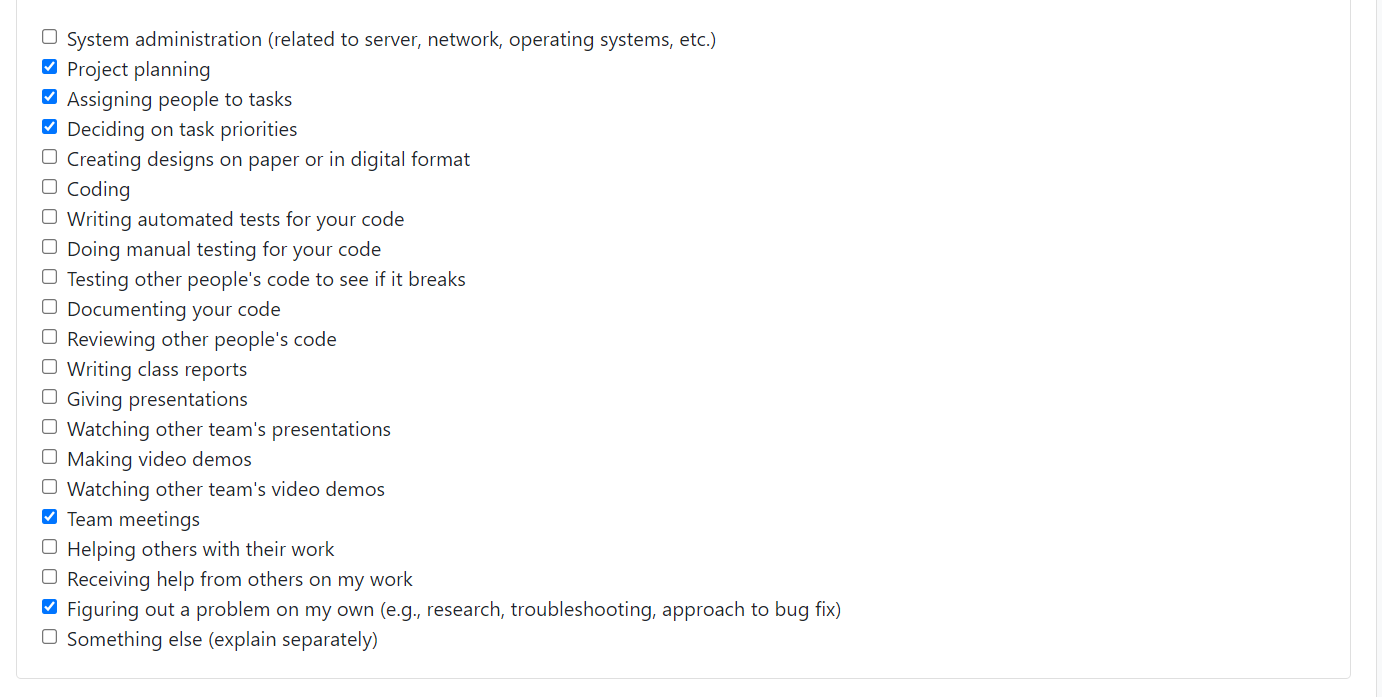 System administration (related to server, network, operating systems, etc.)
Project planning
Assigning people to tasks
Deciding on task priorities
Creating designs on paper or in digital format
Coding
Writing automated tests for your code
Doing manual testing for your code
Testing other people's code to see if it breaks
Documenting your code
Reviewing other people's code
Writing class reports
Giving presentations
Watching other team's presentations
Making video demos
Watching other team's video demos
Team meetings
Helping others with their work
Receiving help from others on my work
Figuring out a problem on my own (e.g., research, troubleshooting, approach to bug fix)
Something else (explain separately)